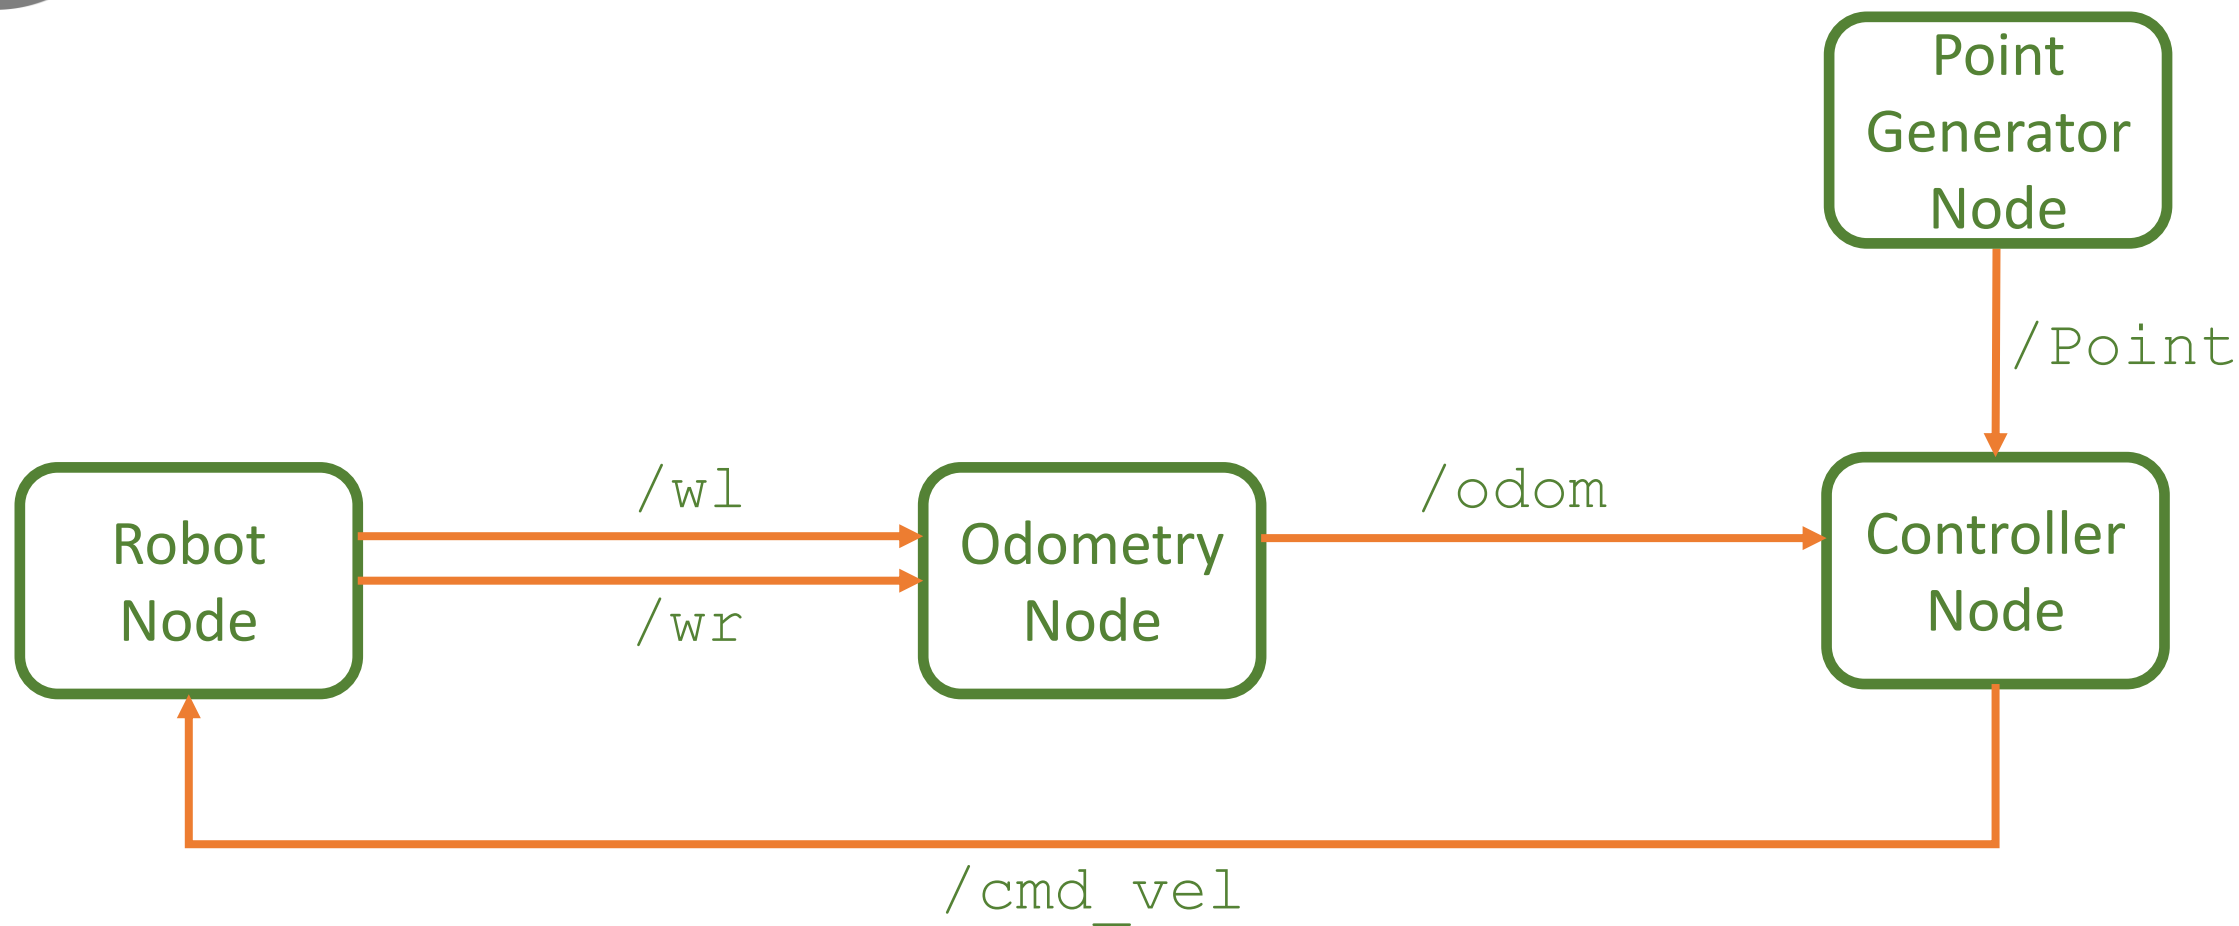 Point
Generator
Node
/Point
/wl
/odom
Robot
Node
Odometry
Node
Controller
Node
/wr
/cmd_vel